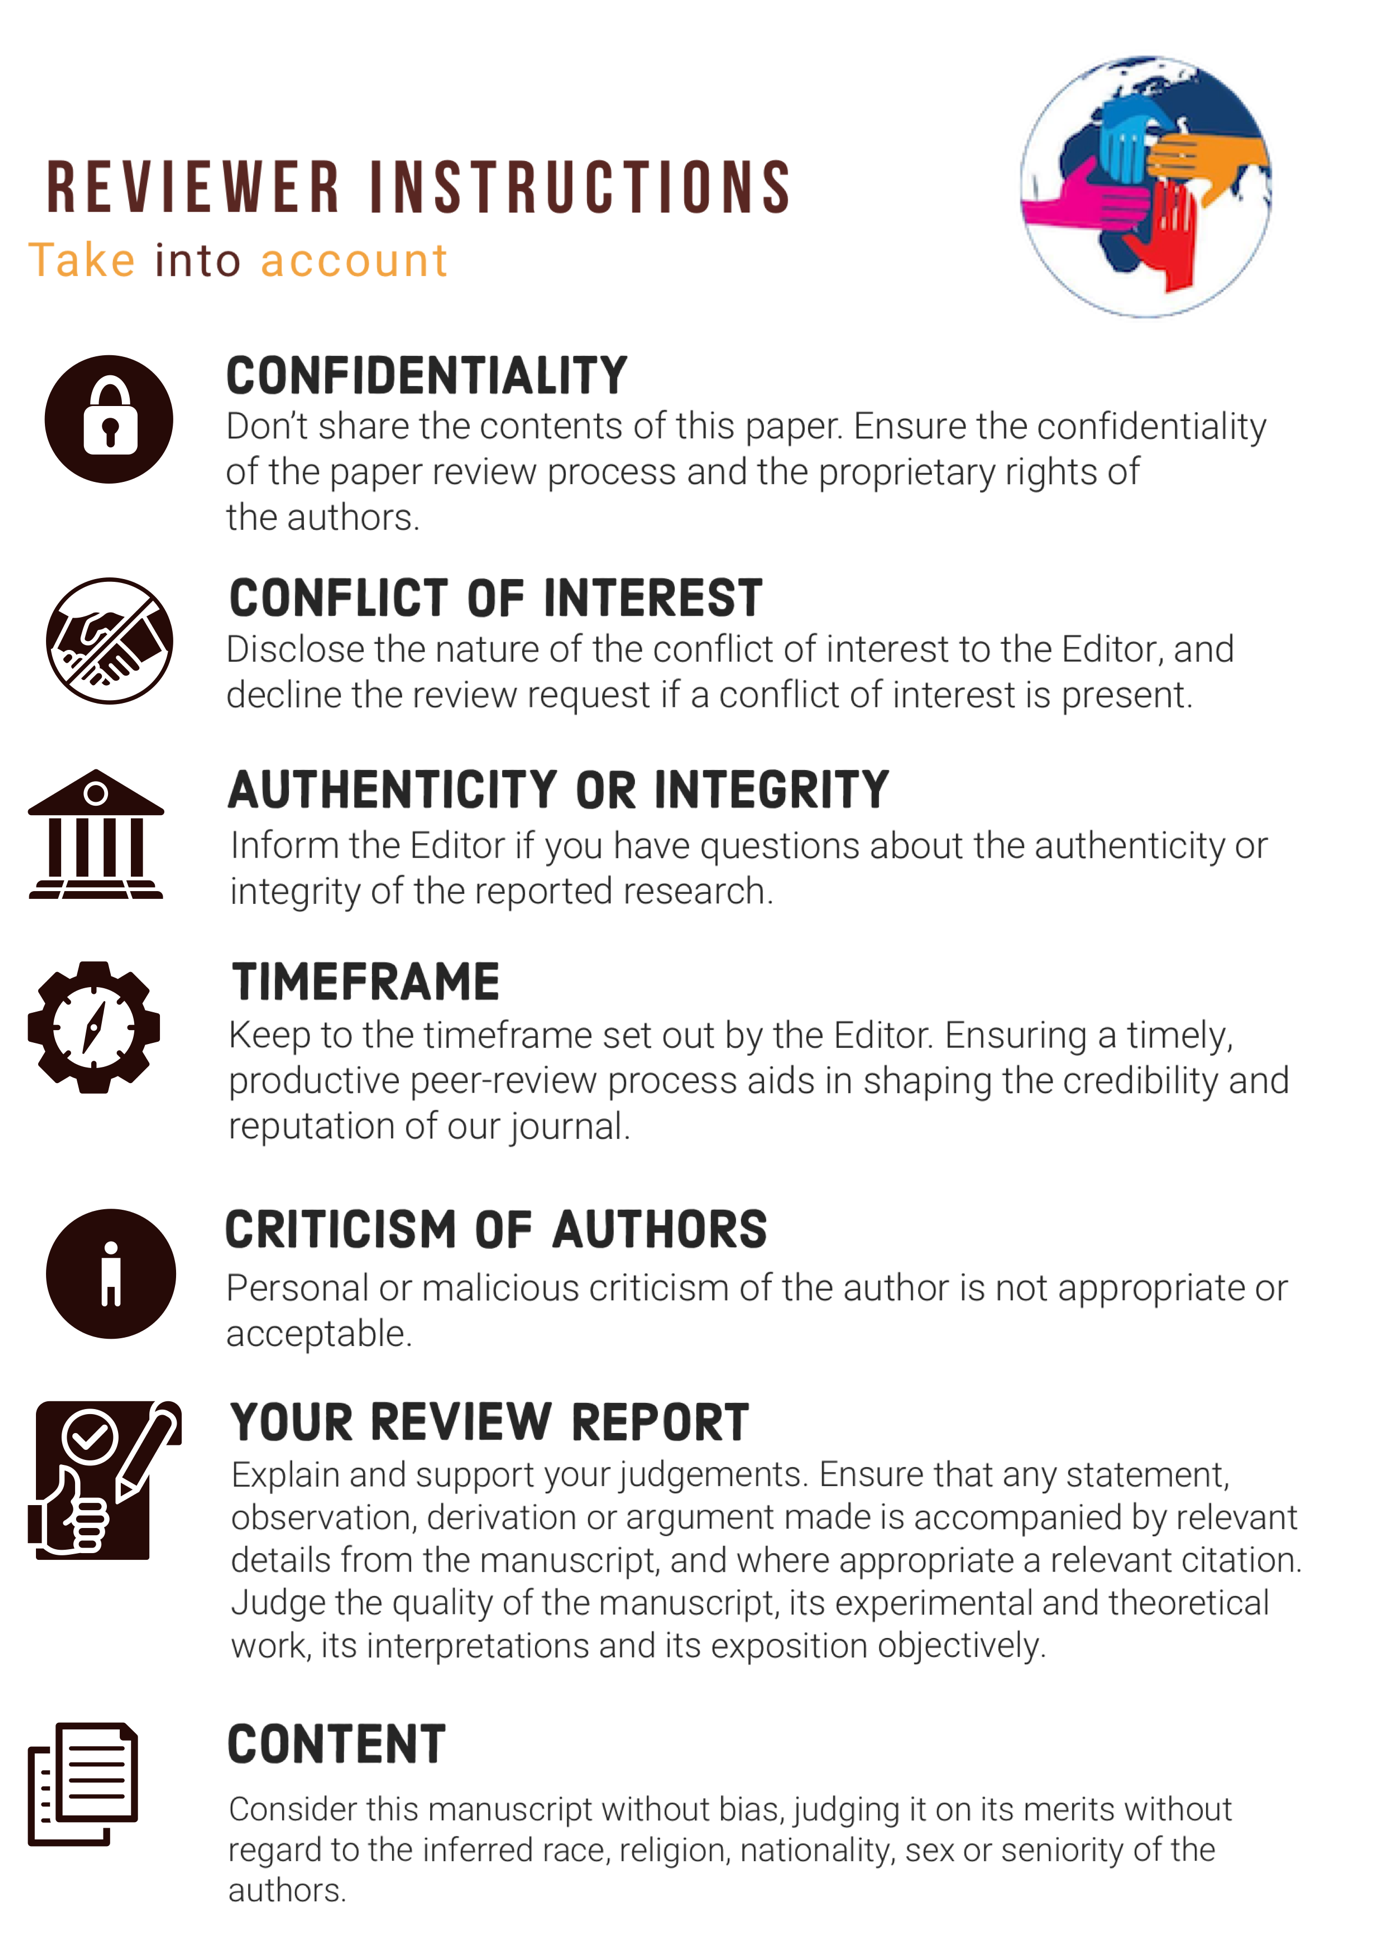 REVIEWER INSTRUCTIONS
Take into account
CONFIDENTIALITY
Don’t share the contents of this paper. Ensure the confidentiality
of the paper review process and the proprietary rights of
the authors.
CONFLICT OF INTEREST
Disclose the nature of the conflict of interest to the Editor, and
decline the review request if a conflict of interest is present.
AUTHENTICITY OR INTEGRITY
Inform the Editor if you have questions about the authenticity or
integrity of the reported research.
TIMEFRAME
Keep to the timeframe set out by the Editor. Ensuring a timely,
productive peer-review process aids in shaping the credibility and
reputation of our journal.
CRITICISM OF AUTHORS
Personal or malicious criticism of the author is not appropriate or
acceptable.
YOUR REVIEW REPORT
Explain and support your judgements. Ensure that any statement,
observation, derivation or argument made is accompanied by relevant
details from the manuscript, and where appropriate a relevant citation.
Judge the quality of the manuscript, its experimental and theoretical
work, its interpretations and its exposition objectively.
CONTENT
Consider this manuscript without bias, judging it on its merits without
regard to the inferred race, religion, nationality, sex or seniority of the
authors.